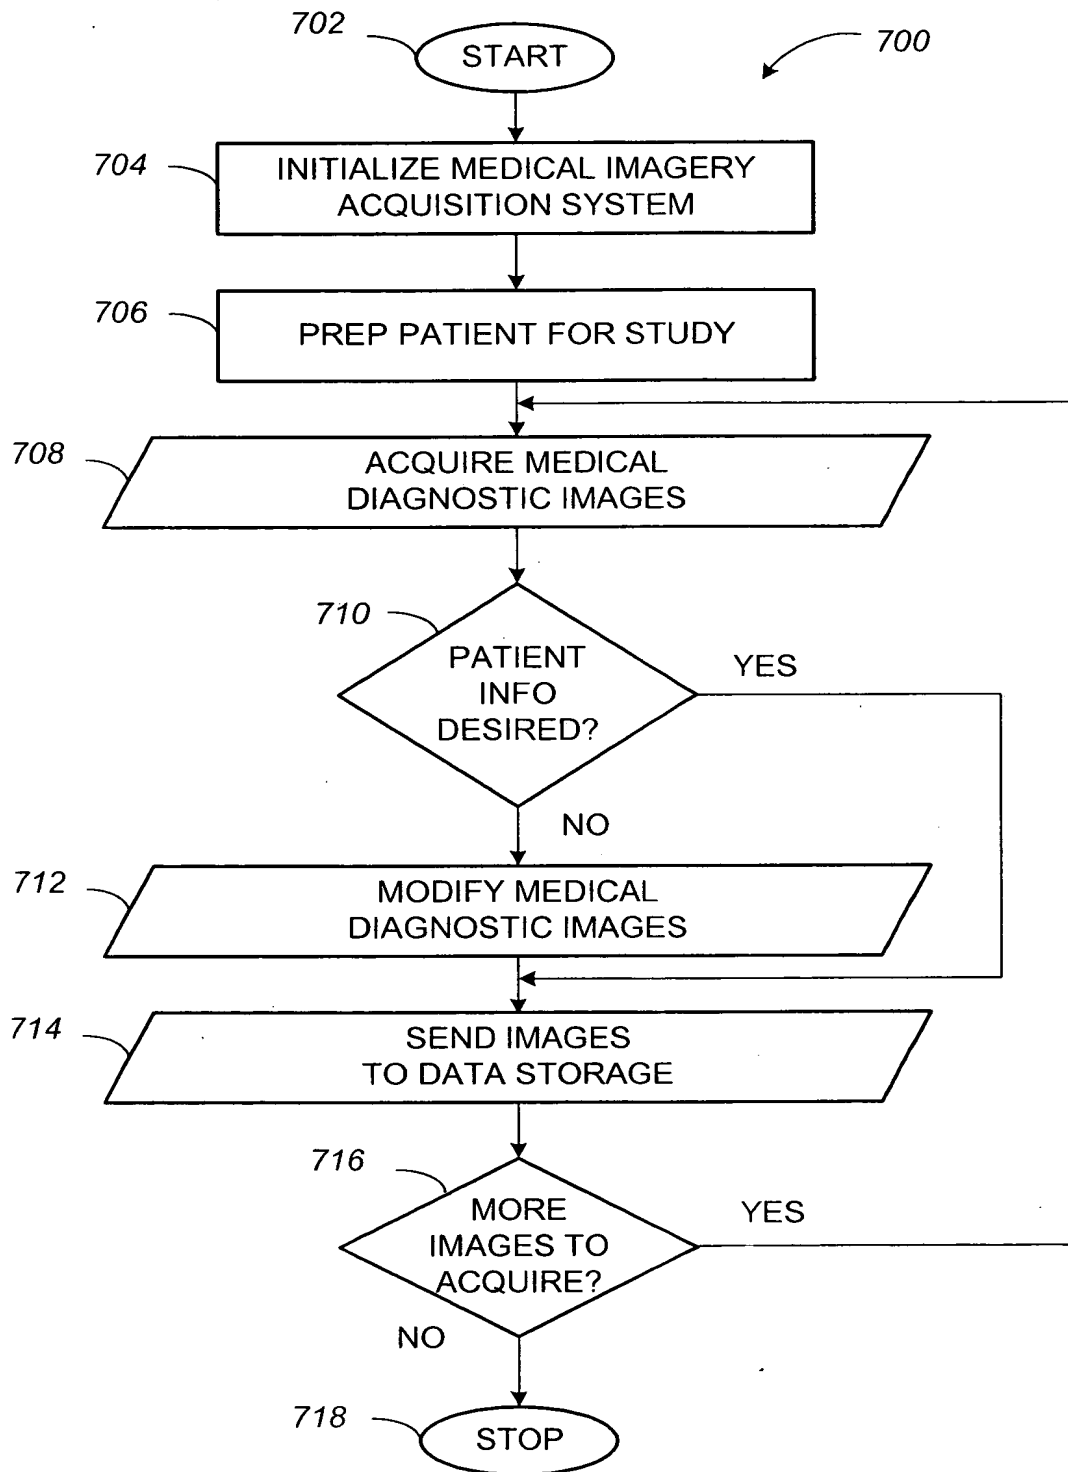 702
START
700
704
INITIALIZE MEDICAL IMAGERY
ACQUISITION SYSTEM
706
PREP PATIENT FOR STUDY
708
ACQUIRE MEDICAL
DIAGNOSTIC IMAGES
710
PATIENT
INFO
DESIRED?
YES
NO
712
MODIFY MEDICAL
DIAGNOSTIC IMAGES
714
SEND IMAGES
TO DATA STORAGE
716
MORE
IMAGES TO
ACQUIRE?
YES
NO
718
STOP